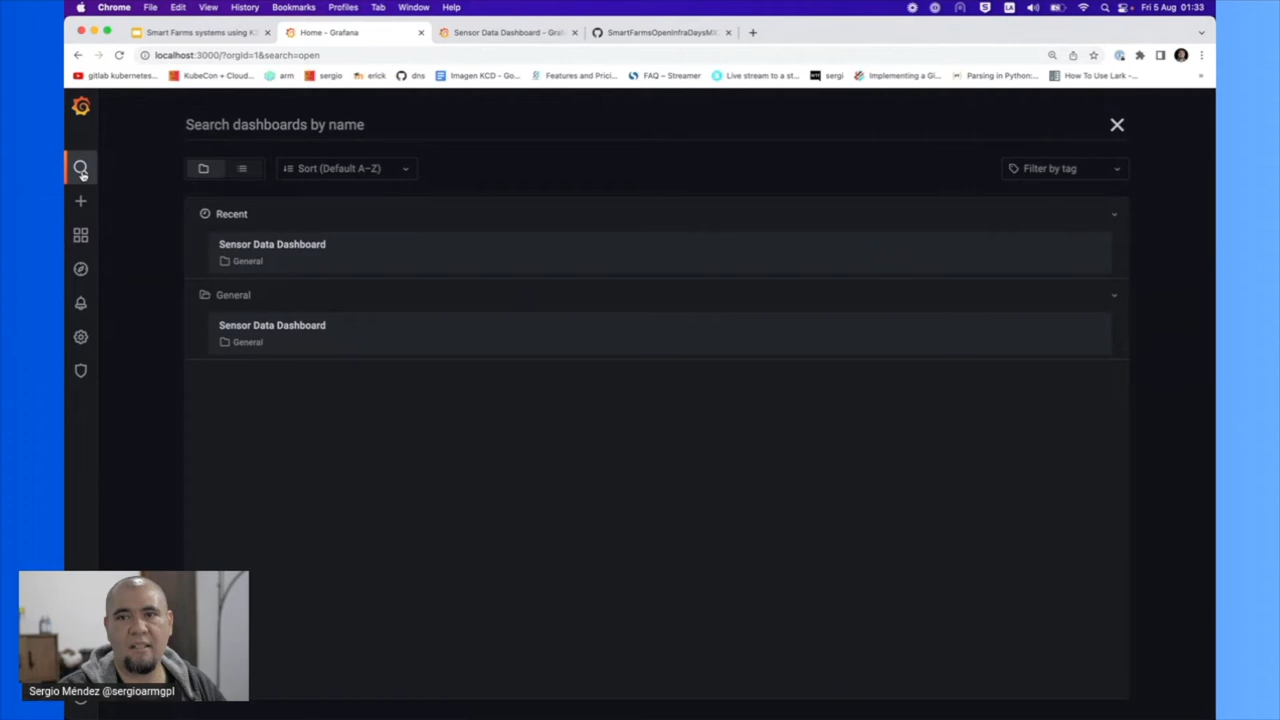 Chrome File Edit View History Bookmarks Profiles Tab Window Help
LA
Fri 5 Aug 01:33
Smart Farms systems using K
Home - Grafana
Sensor Data Dashboard - Gra
SmartFarmsOpenInfraDaysM
localhost:3000/?orgId=1&search=open
gitlab kubernetes...
KubeCon + Cloud...
arm
sergio
erick
dns
Imagen KCD - Go...
Features and Prici...
FAQ – Streamer
Live stream to a st...
sergi
Implementing a Gi...
Parsing in Python:...
How To Use Lark -...
»
Search dashboards by name
Sort (Default A–Z)
Filter by tag
Recent
Sensor Data Dashboard
General
General
Sensor Data Dashboard
General
Sergio Méndez @sergioarmgpl